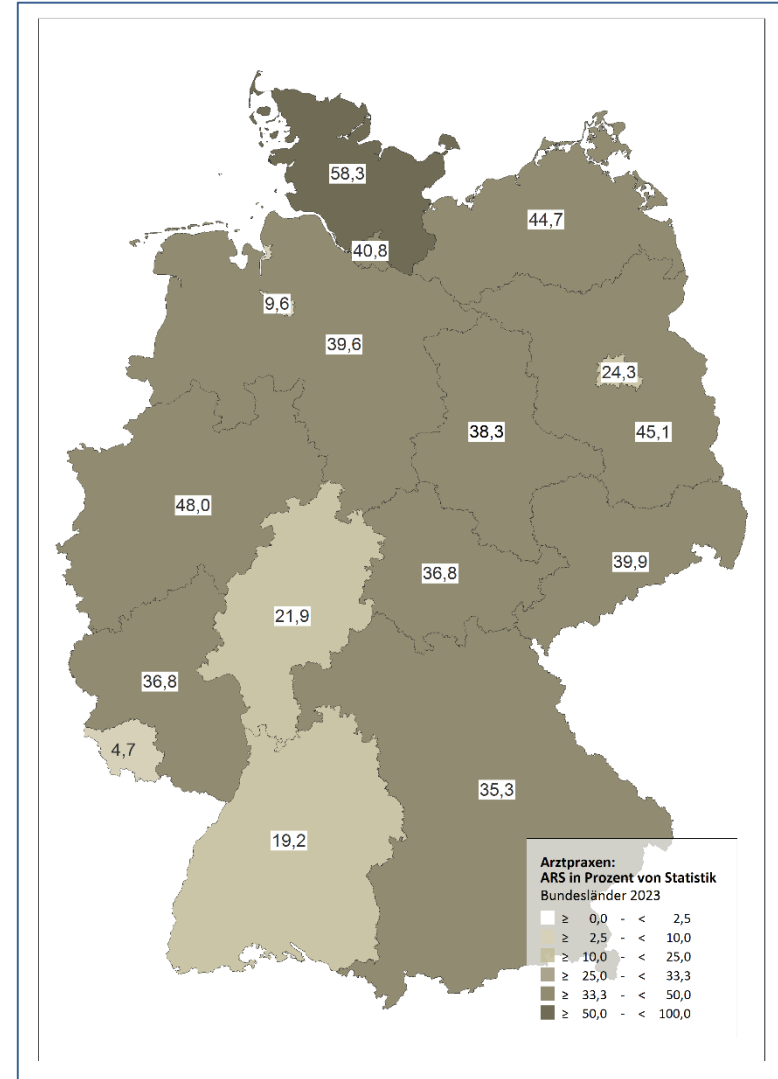 58,3
44,7
40,8
9,6
39,6
24,3
38,3
45,1
48,0
36,8
39,9
21,9
36,8
4,7
35,3
19,2
Arztpraxen:
ARS in Prozent von Statistik
Bundesländer 2023
≥ 0,0 - < 2,5
≥ 2,5 - < 10,0
≥ 10,0 - < 25,0
≥ 25,0 - < 33,3
≥ 33,3 - < 50,0
≥ 50,0 - < 100,0